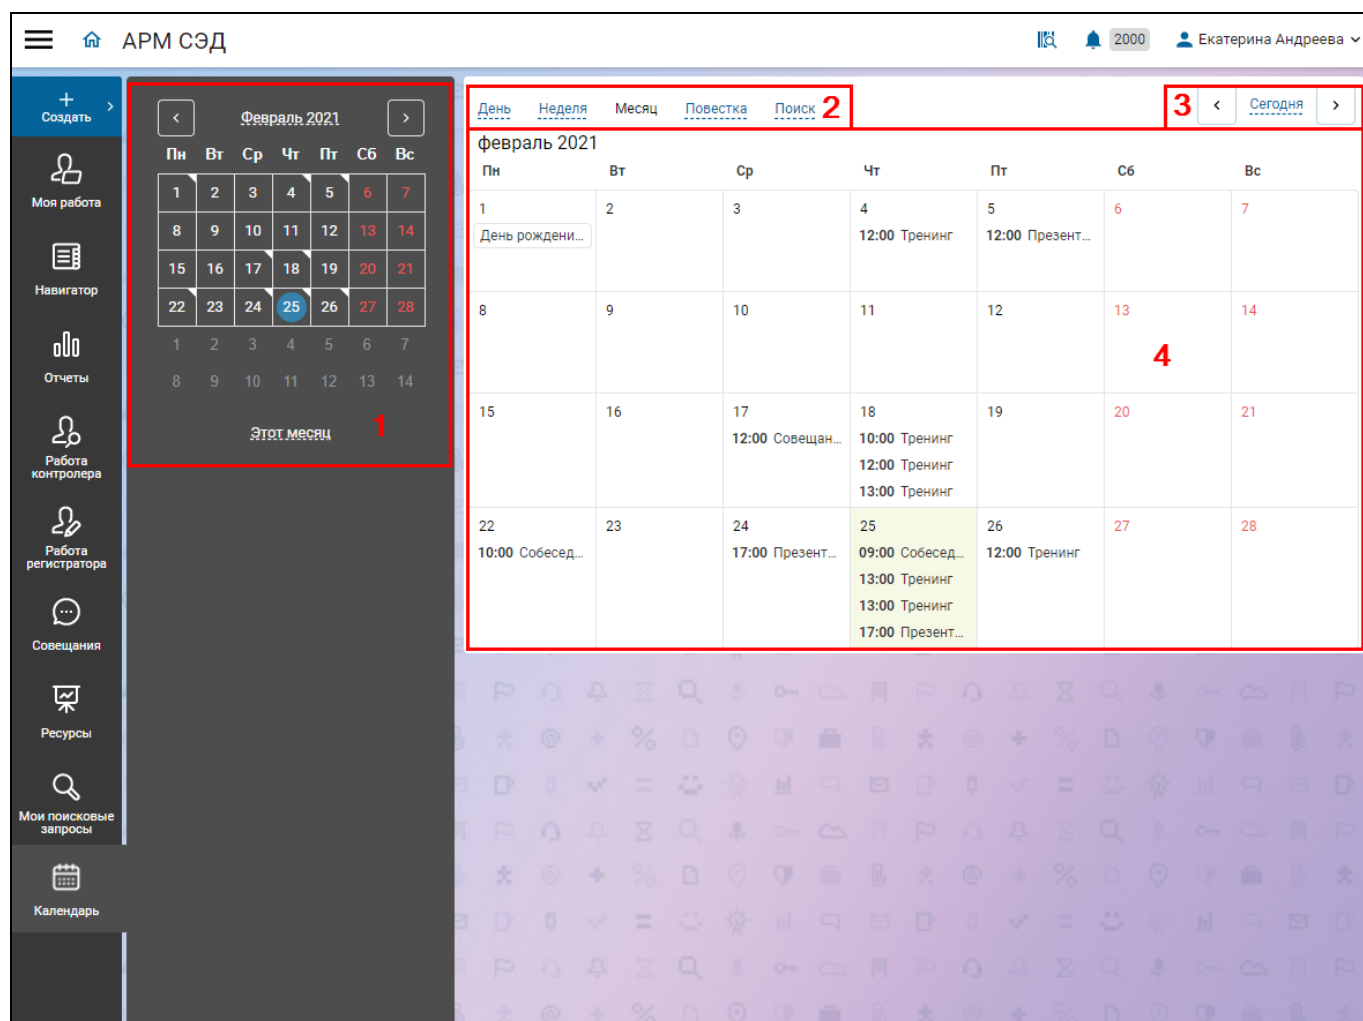 АРМ СЭД
2000
Екатерина Андреева
Создать
Моя работа
Навигатор
Отчеты
Работа
контролера
Работа
регистратора
Совещания
Ресурсы
Мои поисковые
запросы
Календарь
Февраль 2021
Пн Вт Ср Чт Пт Сб Вс
1 2 3 4 5 6 7
8 9 10 11 12 13 14
15 16 17 18 19 20 21
22 23 24 25 26 27 28
1 2 3 4 5 6 7
8 9 10 11 12 13 14
Этот месяц 1
День Неделя Месяц Повестка Поиск 2
3 Сегодня
февраль 2021
Пн Вт Ср Чт Пт Сб Вс
1 2 3 4 5 6 7
День рождени... 12:00 Тренинг 12:00 Презент...
8 9 10 11 12 13 14
4
15 16 17 18 19 20 21
12:00 Совещан... 10:00 Тренинг
12:00 Тренинг
13:00 Тренинг
22 23 24 25 26 27 28
10:00 Собесед... 17:00 Презент... 09:00 Собесед... 12:00 Тренинг
13:00 Тренинг
13:00 Тренинг
17:00 Презент...